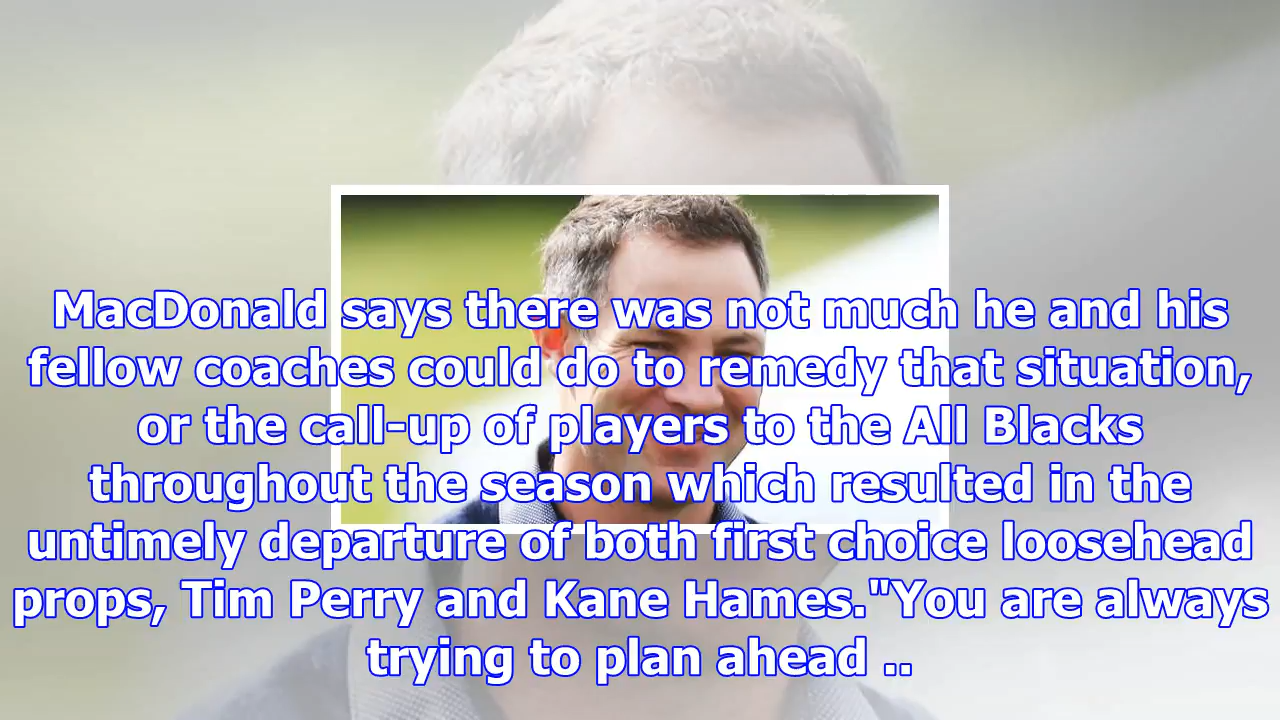 MacDonald says there was not much he and his
fellow coaches could do to remedy that situation,
or the call-up of players to the All Blacks
throughout the season which resulted in the
untimely departure of both first choice loosehead
props, Tim Perry and Kane Hames."You are always
trying to plan ahead ..